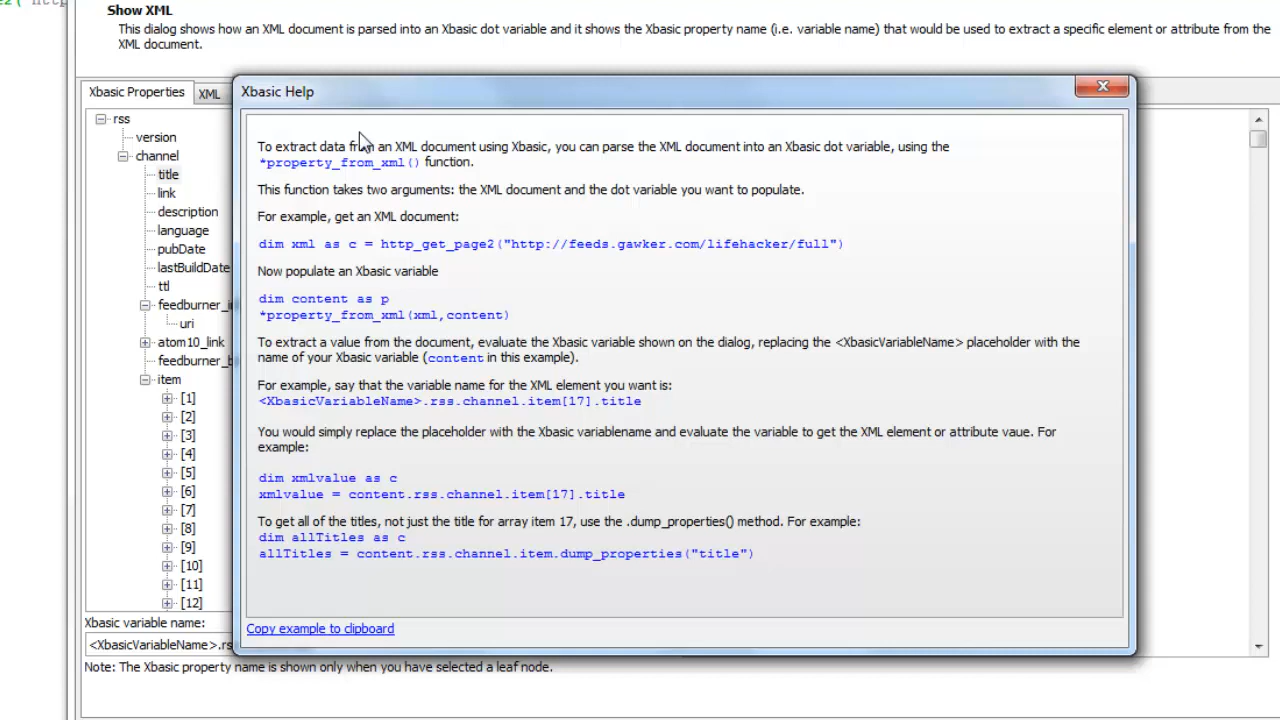 Show XML
This dialog shows how an XML document is parsed into an Xbasic dot variable and it shows the Xbasic property name (i.e. variable name) that would be used to extract a specific element or attribute from the
XML document.
Xbasic Properties
XML
rss
version
channel
title
link
description
language
pubDate
lastBuildDate
ttl
feedburner_i
uri
atom10_link
feedburner_b
item
[1]
[2]
[3]
[4]
[5]
[6]
[7]
[8]
[9]
[10]
[11]
[12]
Xbasic Help
To extract data from an XML document using Xbasic, you can parse the XML document into an Xbasic dot variable, using the
*property_from_xml() function.
This function takes two arguments: the XML document and the dot variable you want to populate.
For example, get an XML document:
dim xml as c = http_get_page2("http://feeds.gawker.com/lifehacker/full")
Now populate an Xbasic variable
dim content as p
*property_from_xml(xml,content)
To extract a value from the document, evaluate the Xbasic variable shown on the dialog, replacing the <XbasicVariableName> placeholder with the
name of your Xbasic variable (content in this example).
For example, say that the variable name for the XML element you want is:
<XbasicVariableName>.rss.channel.item[17].title
You would simply replace the placeholder with the Xbasic variablename and evaluate the variable to get the XML element or attribute vaue. For
example:
dim xmlvalue as c
xmlvalue = content.rss.channel.item[17].title
To get all of the titles, not just the title for array item 17, use the .dump_properties() method. For example:
dim allTitles as c
allTitles = content.rss.channel.item.dump_properties("title")
Copy example to clipboard
Xbasic variable name:
<XbasicVariableName>.rs
Note: The Xbasic property name is shown only when you have selected a leaf node.